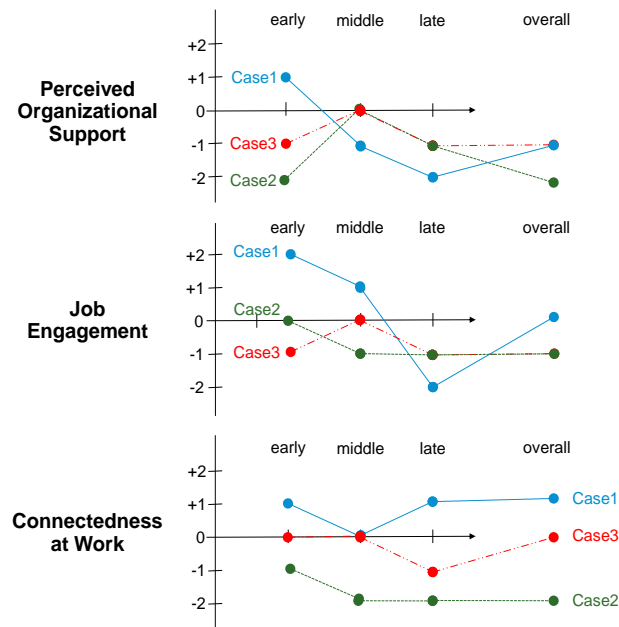 early middle late overall
+2
+1
0
-1
-2
Perceived
Organizational
Support
Case1
Case3
Case2
early middle late overall
+2
+1
0
-1
-2
Job
Engagement
Case1
Case2
Case3
early middle late overall
+2
+1
0
-1
-2
Connectedness
at Work
Case1
Case3
Case2